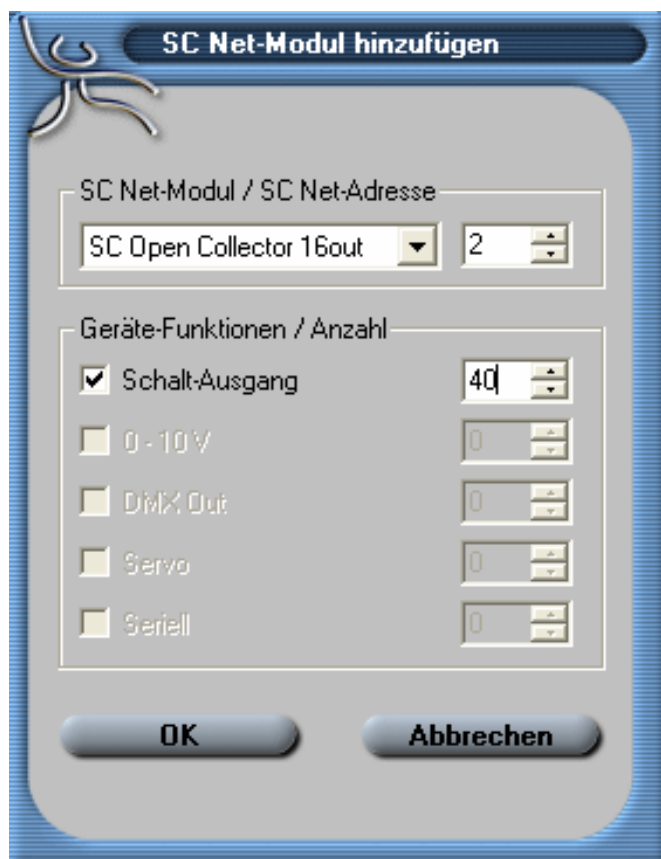 SC Net-Modul hinzufügen
SC Net-Modul / SC Net-Adresse
SC Open Collector 16out 2
Geräte-Funktionen / Anzahl
Schalt-Ausgang 40
0 - 10 V 0
DMX Out 0
Servo 0
Seriell 0
OK Abbrechen